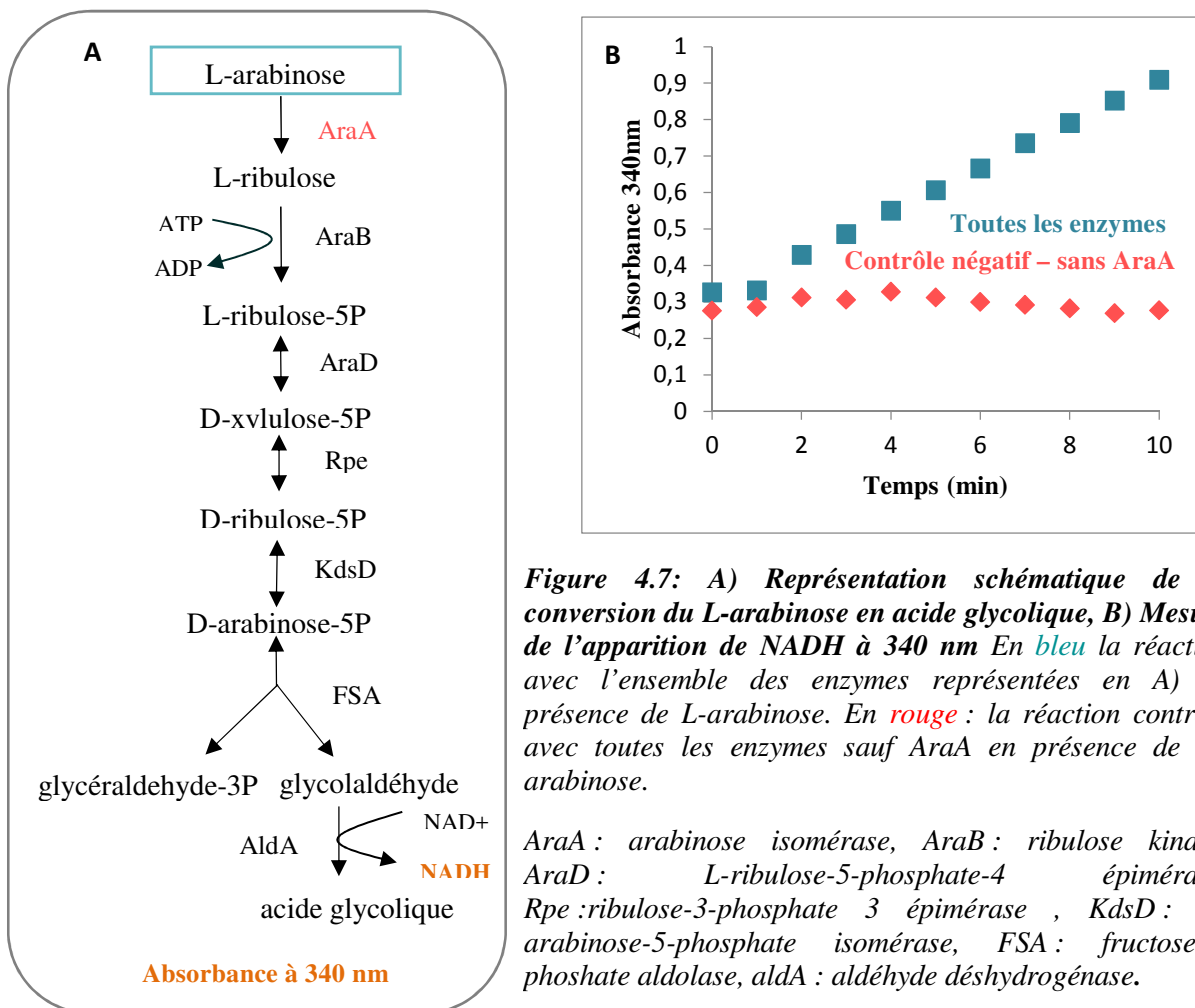 A
L-arabinose
AraA
L-ribulose
ATP
AraB
ADP
L-ribulose-5P
AraD
D-xvlulose-5P
Rpe
D-ribulose-5P
KdsD
D-arabinose-5P
FSA
glycéraldehyde-3P glycolaldéhyde
NAD+
AldA
NADH
acide glycolique
Absorbance à 340 nm
B
Absorbance 340nm
1
0,9
0,8
0,7
0,6
0,5
0,4
0,3
0,2
0,1
0
0 2 4 6 8 10
Temps (min)
Toutes les enzymes
Contrôle négatif – sans AraA
Figure 4.7: A) Représentation schématique de
conversion du L-arabinose en acide glycolique, B) Mesu
de l'apparition de NADH à 340 nm En bleu la réacti
avec l'ensemble des enzymes représentées en A)
présence de L-arabinose. En rouge : la réaction contr
avec toutes les enzymes sauf AraA en présence de
arabinose.
AraA : arabinose isomérase, AraB : ribulose kina
AraD : L-ribulose-5-phosphate-4 épiméra
Rpe :ribulose-3-phosphate 3 épimérase , KdsD :
arabinose-5-phosphate isomérase, FSA : fructose
phoshate aldolase, aldA : aldéhyde déshydrogénase.